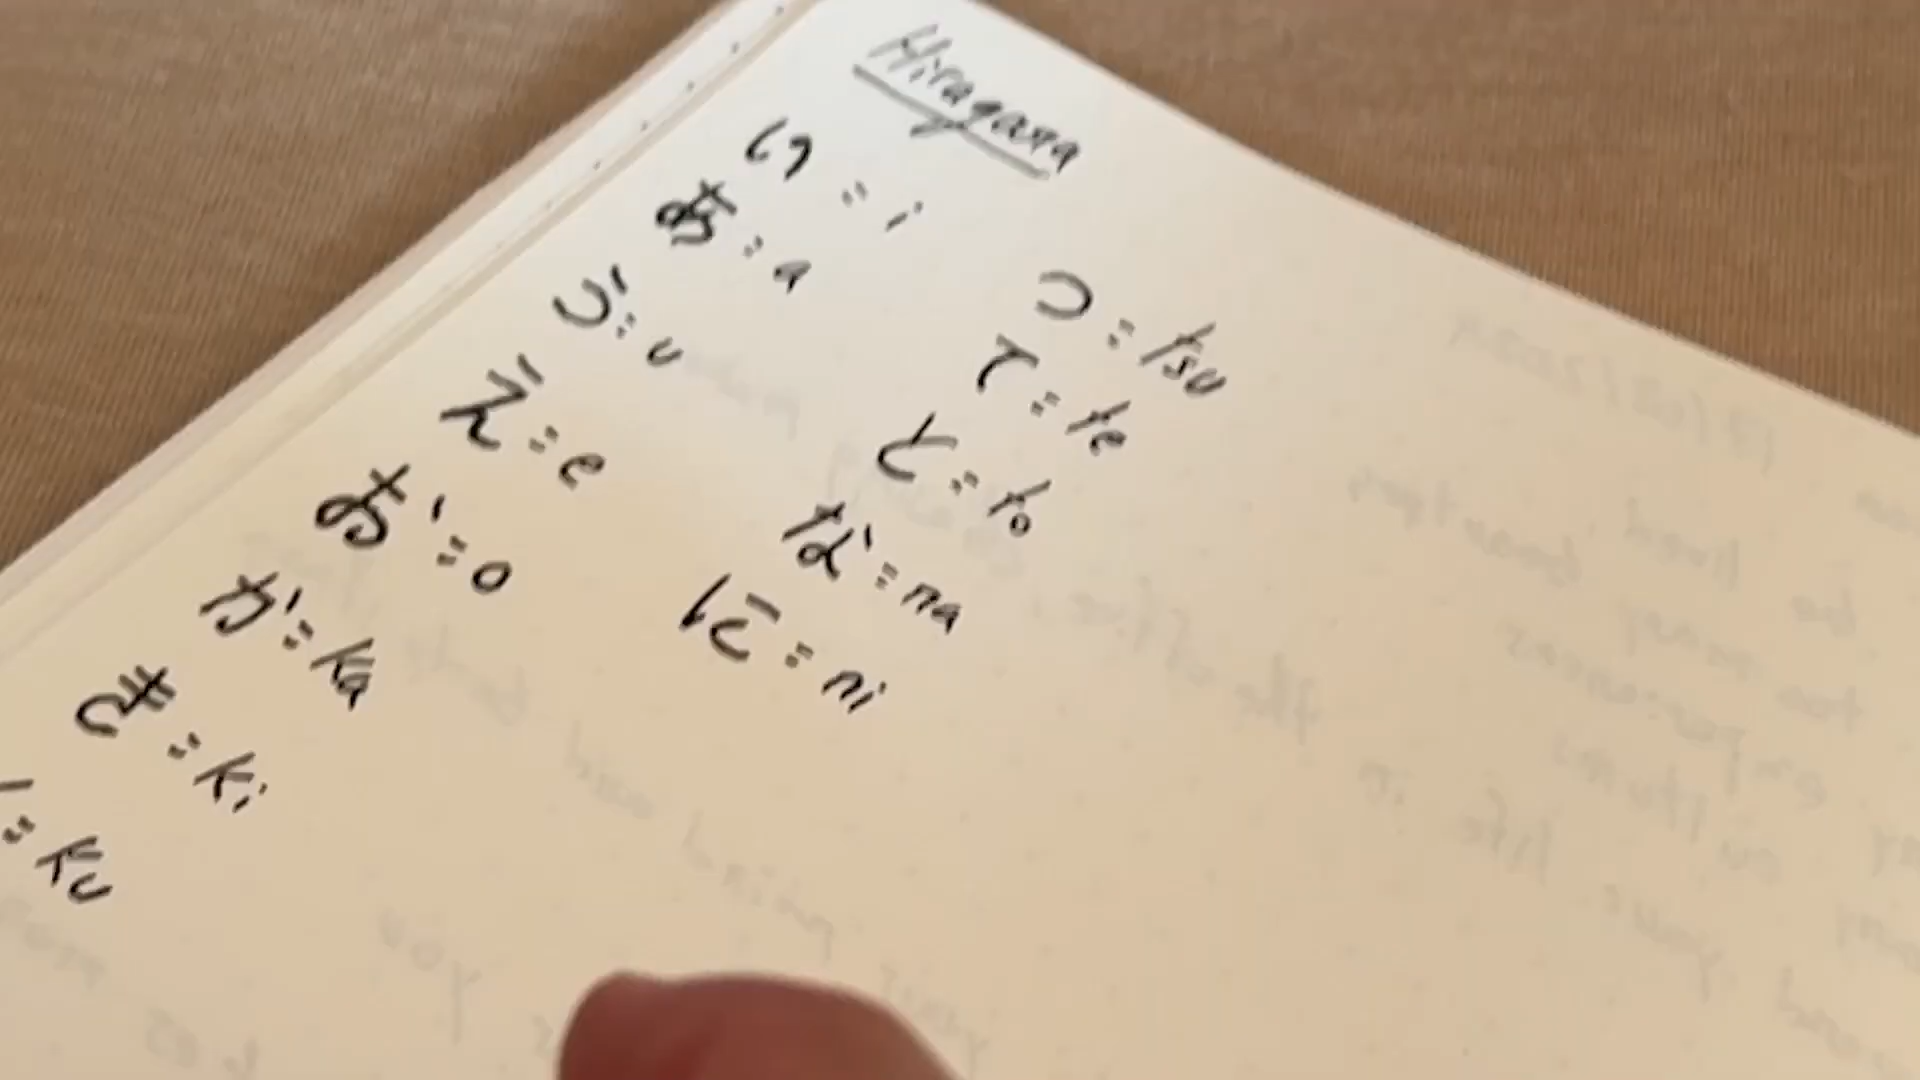 Hiragana
い = i
あ = a
う = u
え = e
お = o
か = ka
き = ki
= ku
つ = tsu
て = te
と = to
な = na
に = ni